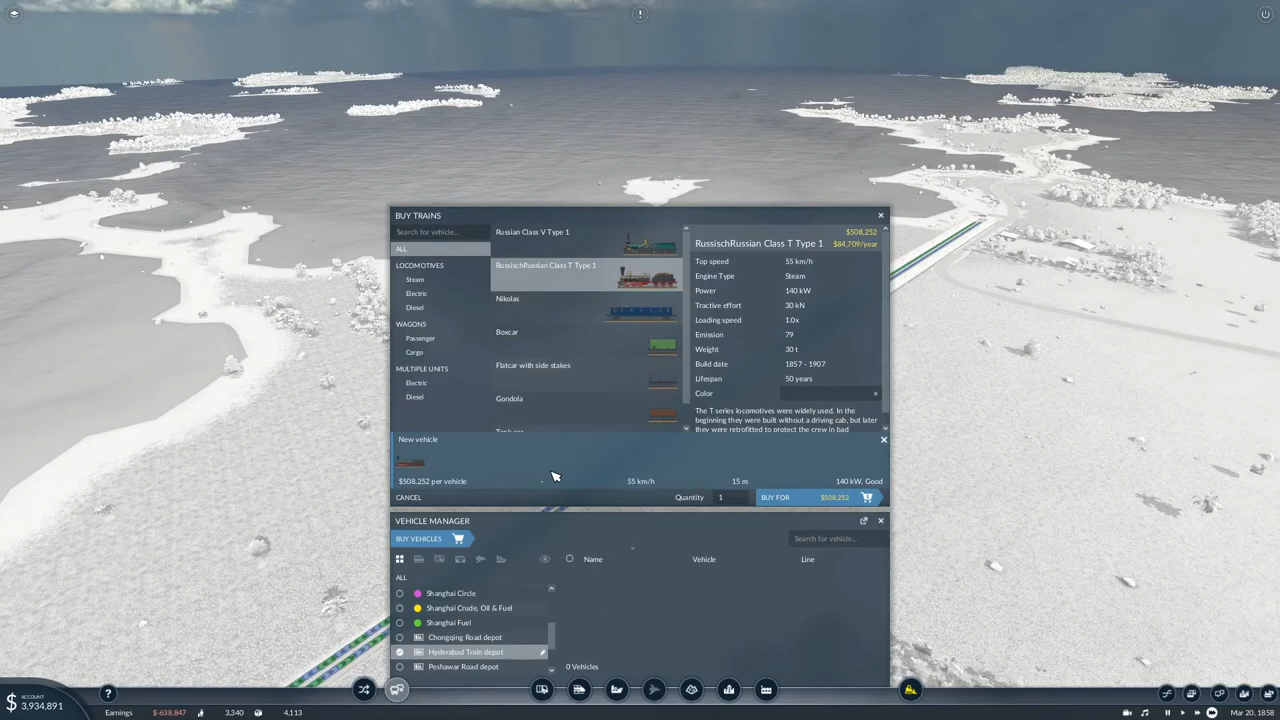 BUY TRAINS
Search for vehicle...
ALL
LOCOMOTIVES
Steam
Electric
Diesel
WAGONS
Passenger
Cargo
MULTIPLE UNITS
Electric
Diesel
Russian Class V Type 1
RussischRussian Class T Type 1
Nikolas
Boxcar
Flatcar with side stakes
Gondola
$508,252
RussischRussian Class T Type 1 $84,709/year
Top speed 55 km/h
Engine Type Steam
Power 140 kW
Tractive effort 30 kN
Loading speed 1.0x
Emission 79
Weight 30 t
Build date 1857 - 1907
Lifespan 50 years
Color
The T series locomotives were widely used. In the
beginning they were built without a driving cab, but later
they were retrofitted to protect the crew in bad
New vehicle
$508,252 per vehicle - 55 km/h 15 m 140 kW, Good
CANCEL Quantity 1 BUY FOR $508,252
VEHICLE MANAGER
BUY VEHICLES Search for vehicle...
Name Vehicle Line
ALL
Shanghai Circle
Shanghai Crude, Oil & Fuel
Shanghai Fuel
Chongqing Road depot
Hyderabad Train depot
Peshawar Road depot 0 Vehicles
$ ACCOUNT
3,934,891
?
Earnings $-638,847 3,340 4,113 Mar 20, 1858